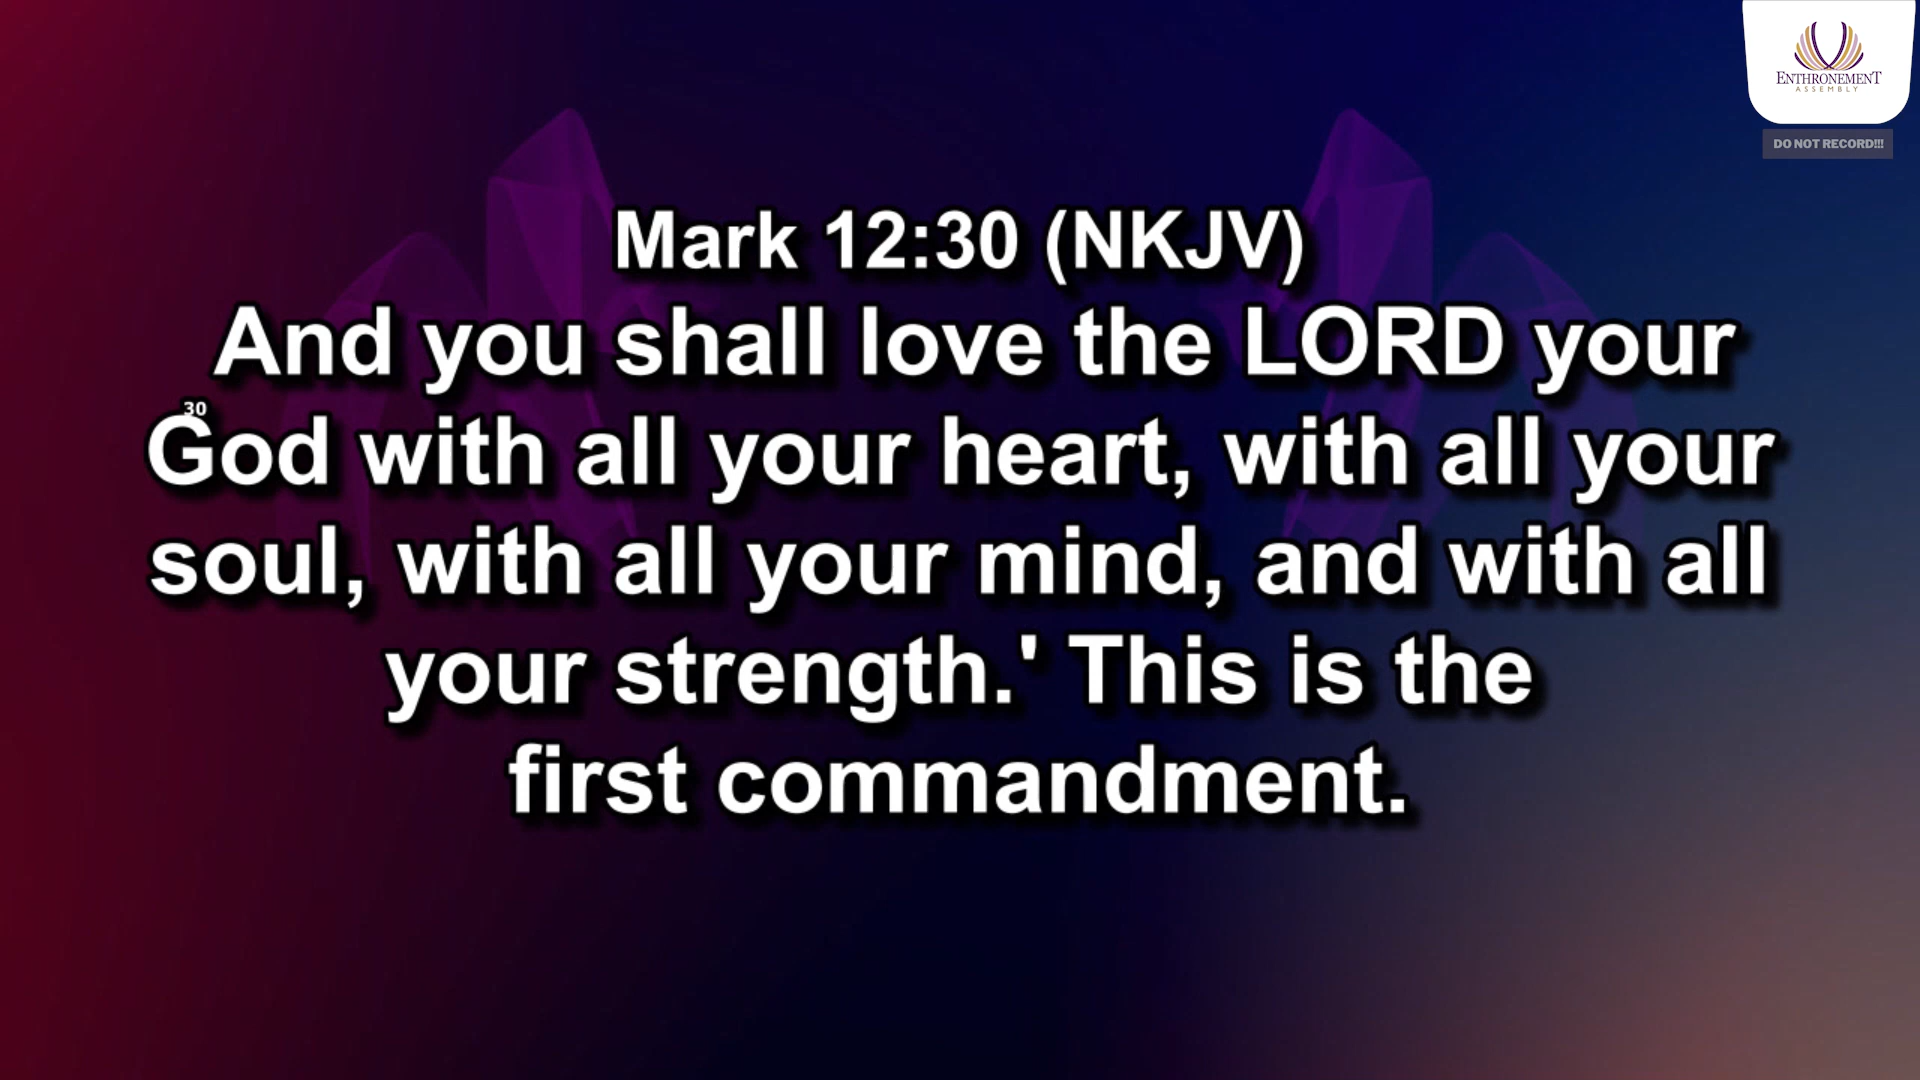 ENTHRONEMENT
ASSEMBLY
DO NOT RECORD!!!
Mark 12:30 (NKJV)
And you shall love the LORD your
30
God with all your heart, with all your
soul, with all your mind, and with all
your strength.' This is the
first commandment.